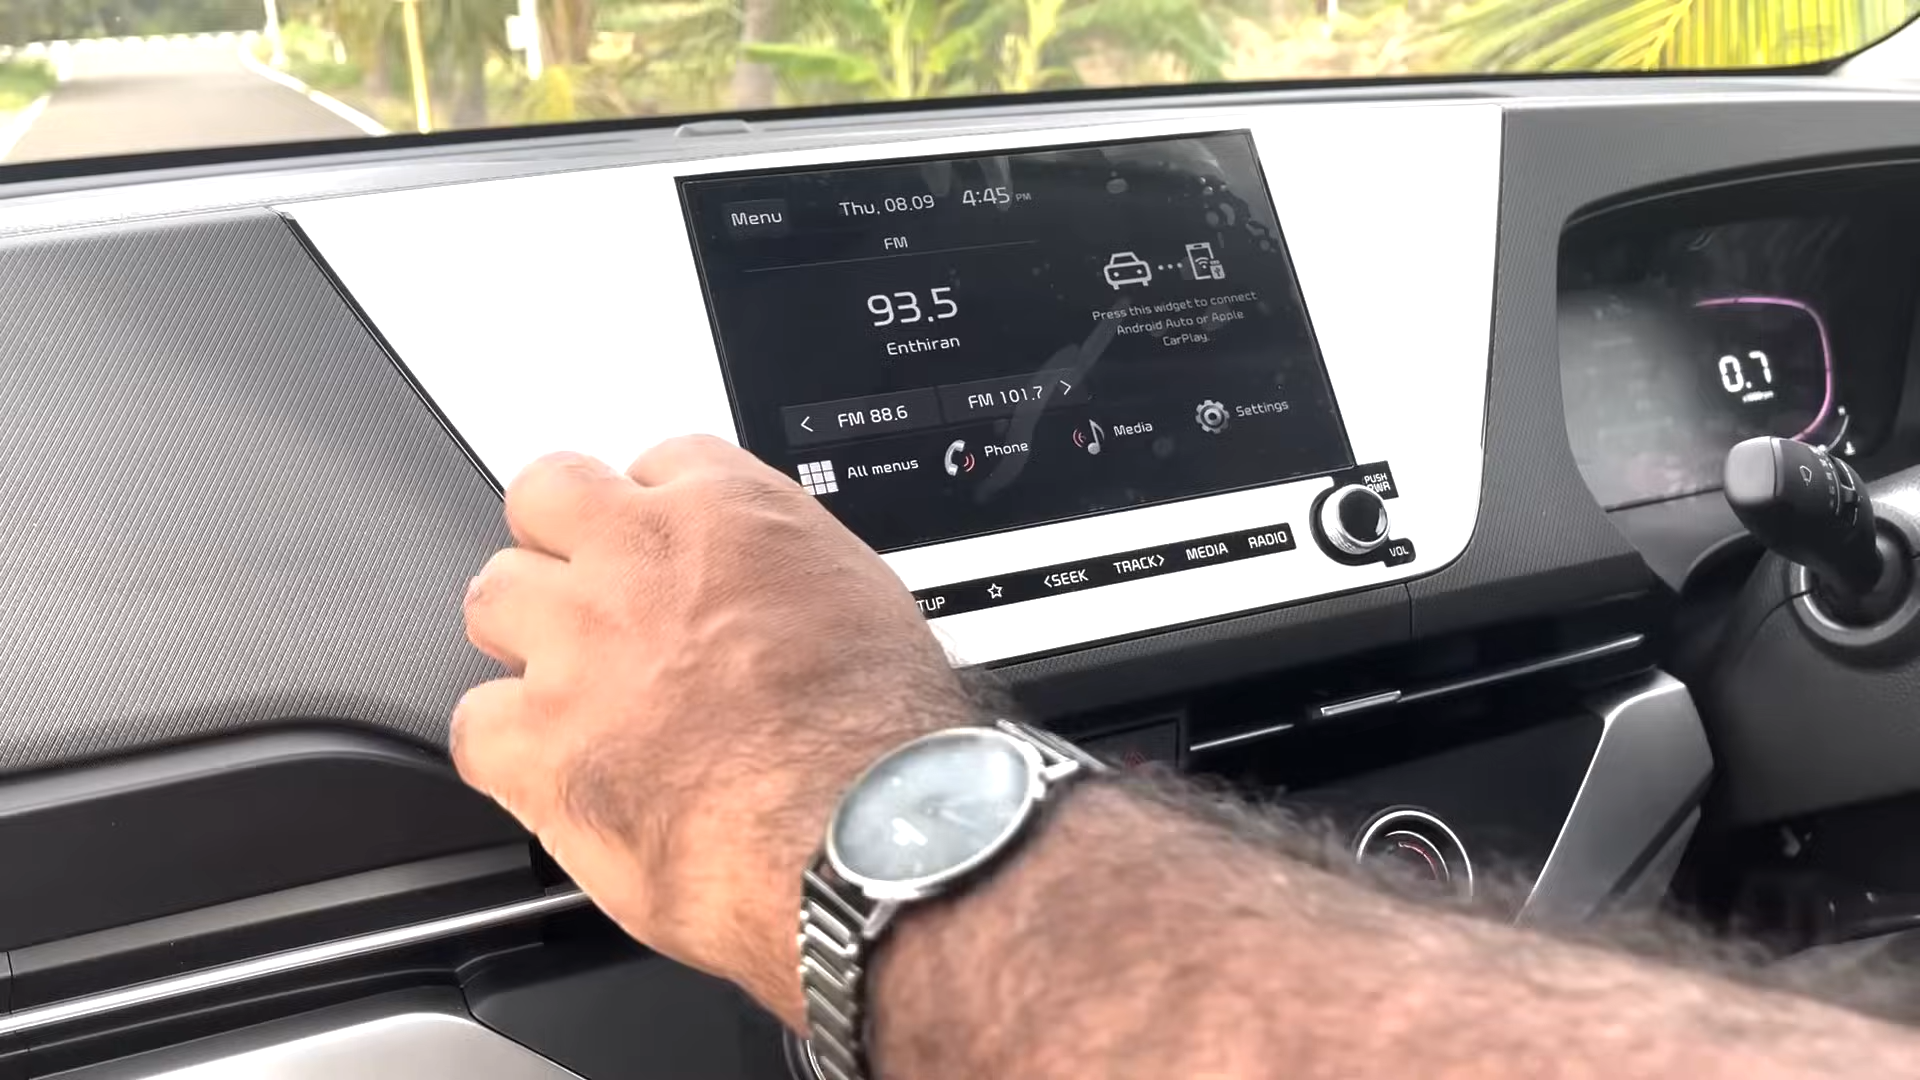 Menu
Thu, 08.09
4:45 PM
FM
93.5
Enthiran
Press this widget to connect
Android Auto or Apple
CarPlay.
FM 88.6
FM 101.7
All menus
Phone
Media
Settings
PUSH
PWR
VOL
TUP
<SEEK
TRACK>
MEDIA
RADIO
0.7